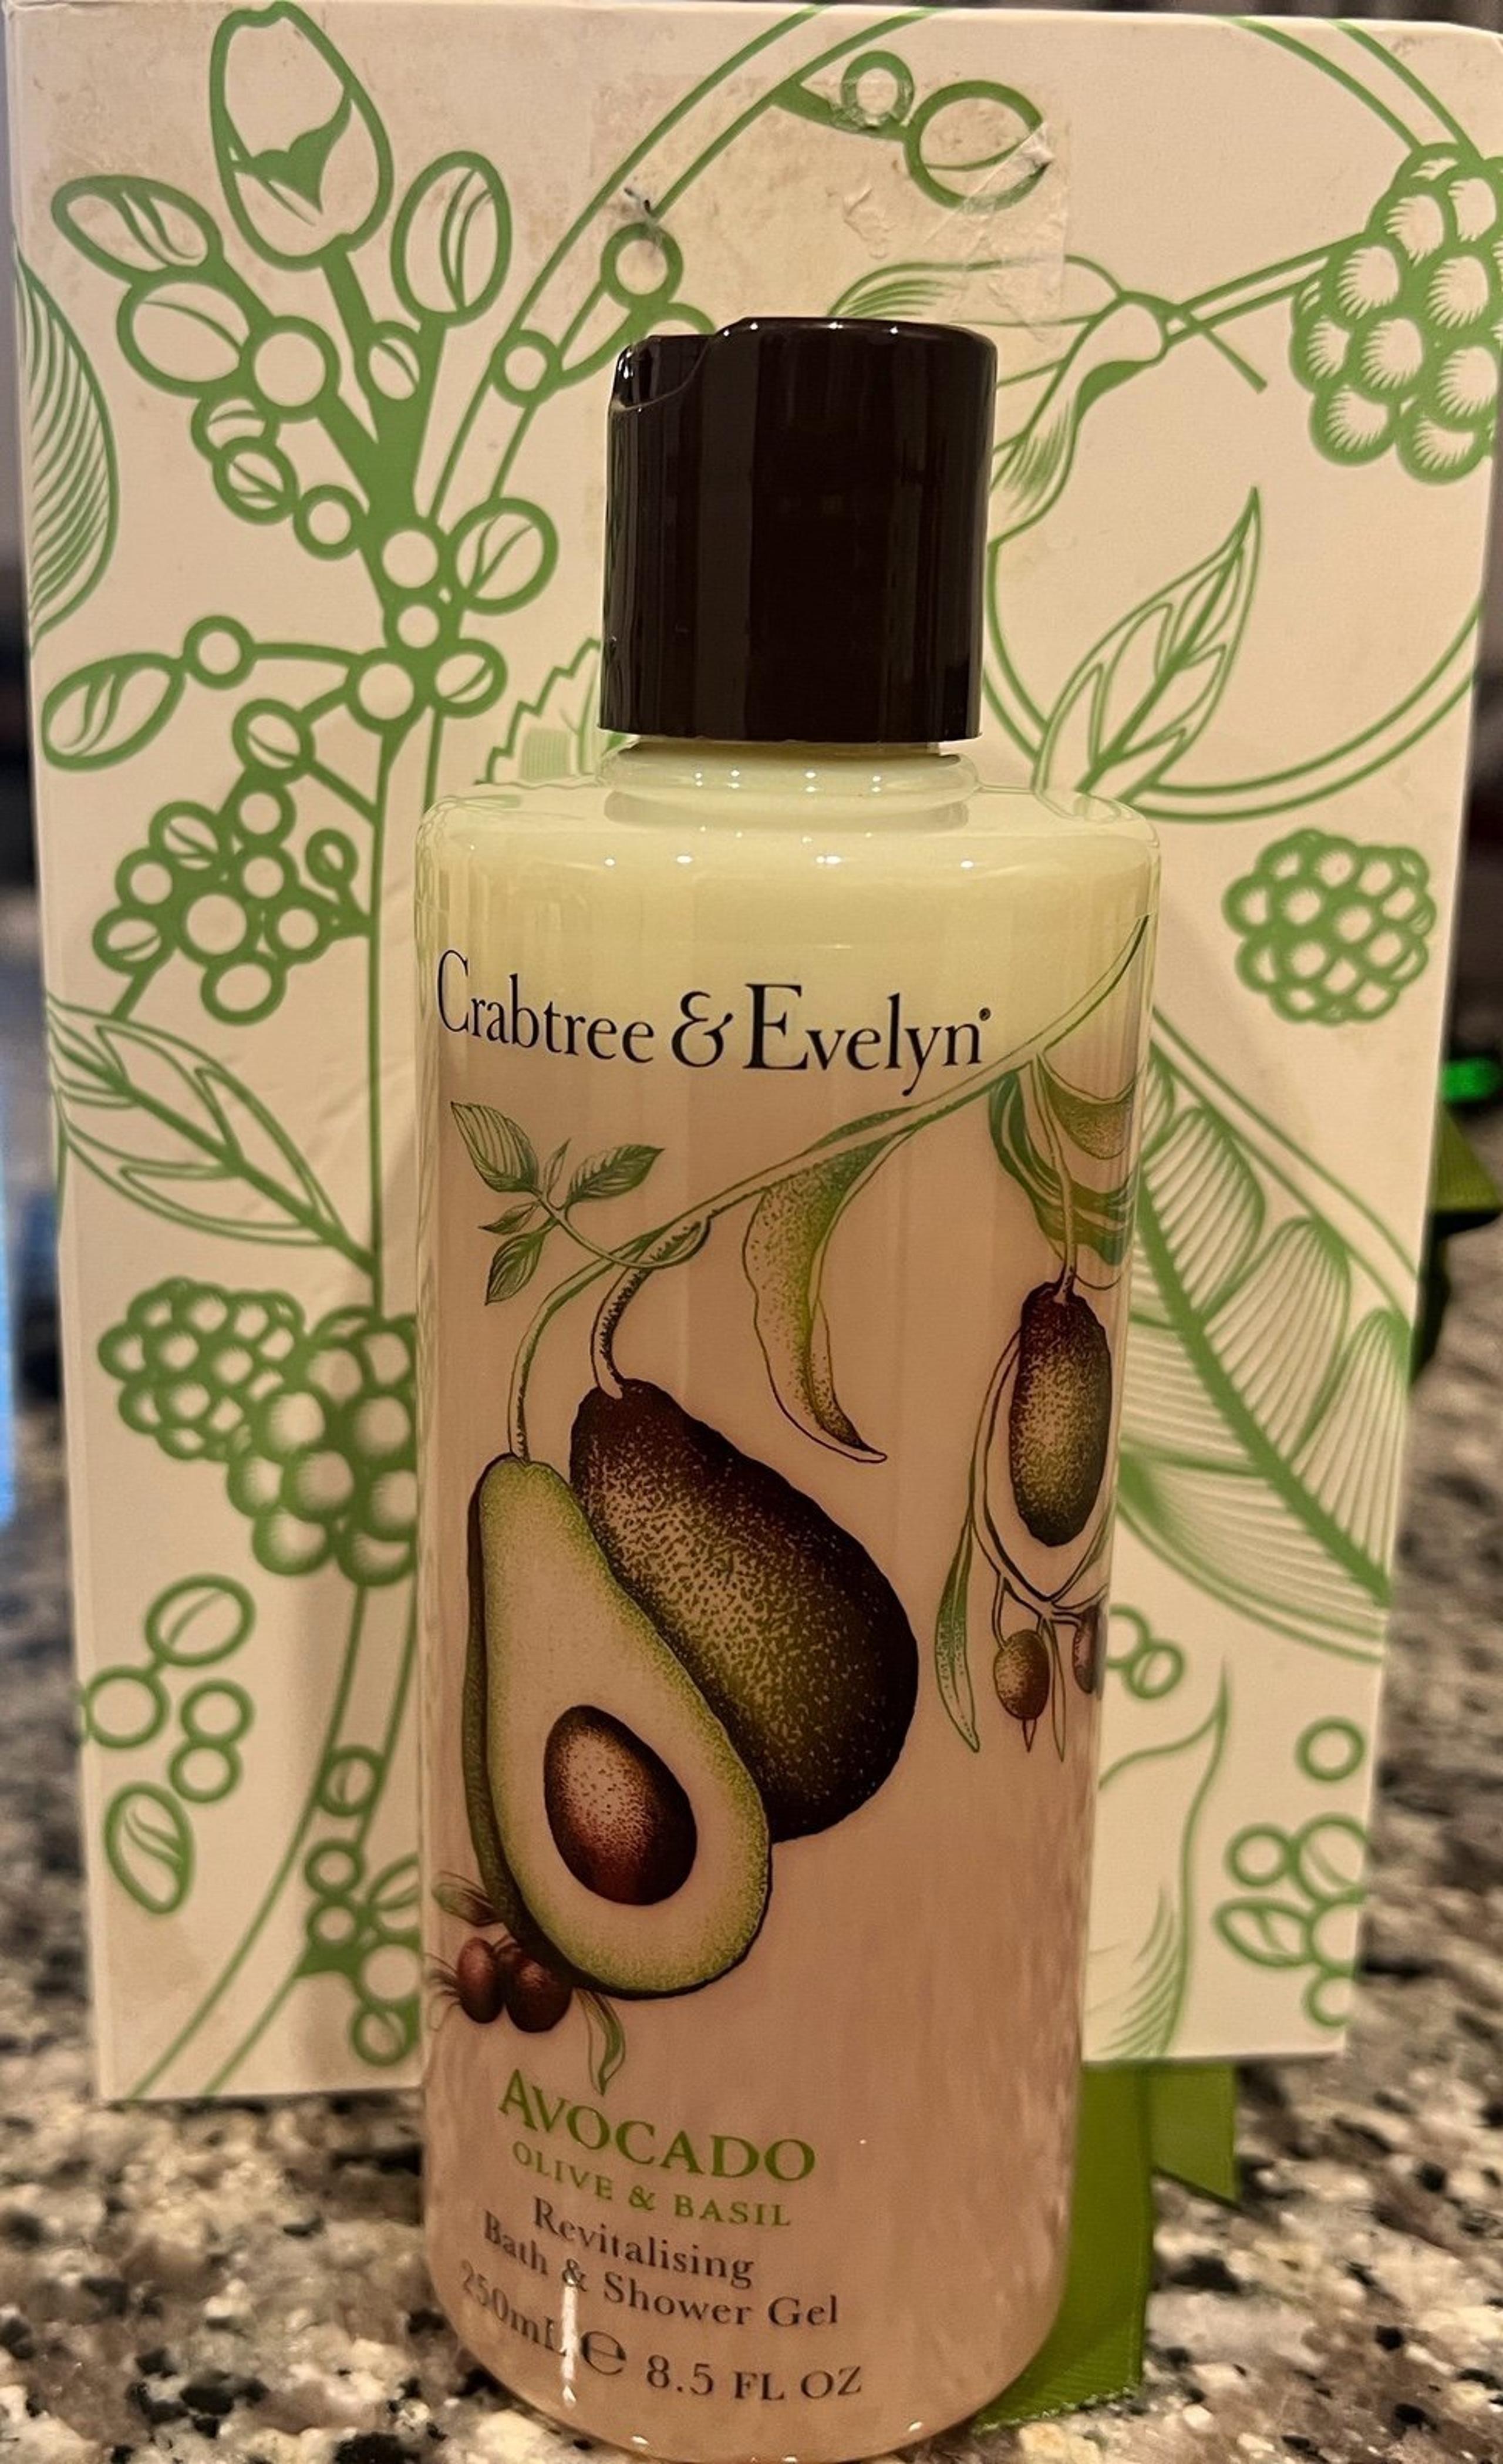 Crabtree & Evelyn®
AVOCADO
OLIVE & BASIL
Revitalising
Bath & Shower Gel
250mL ℮ 8.5 FL OZ